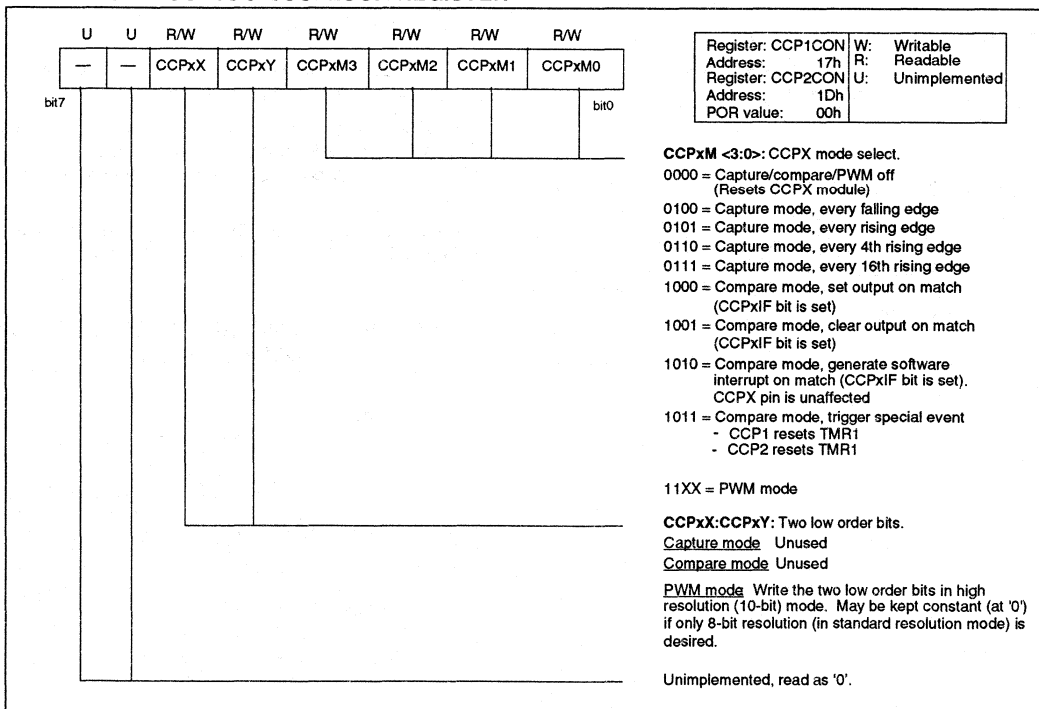 U U R/W R/W R/W R/W R/W R/W
— — CCPxX CCPxY CCPxM3 CCPxM2 CCPxM1 CCPxM0
bit7 bit0
Register: CCP1CON W: Writable
Address: 17h R: Readable
Register: CCP2CON U: Unimplemented
Address: 1Dh
POR value: 00h
CCPxM <3:0>: CCPX mode select.
0000 = Capture/compare/PWM off
(Resets CCPX module)
0100 = Capture mode, every falling edge
0101 = Capture mode, every rising edge
0110 = Capture mode, every 4th rising edge
0111 = Capture mode, every 16th rising edge
1000 = Compare mode, set output on match
(CCPxIF bit is set)
1001 = Compare mode, clear output on match
(CCPxIF bit is set)
1010 = Compare mode, generate software
interrupt on match (CCPxIF bit is set).
CCPX pin is unaffected
1011 = Compare mode, trigger special event
- CCP1 resets TMR1
- CCP2 resets TMR1
11XX = PWM mode
CCPxX:CCPxY: Two low order bits.
Capture mode Unused
Compare mode Unused
PWM mode Write the two low order bits in high
resolution (10-bit) mode. May be kept constant (at '0')
if only 8-bit resolution (in standard resolution mode) is
desired.
Unimplemented, read as '0'.